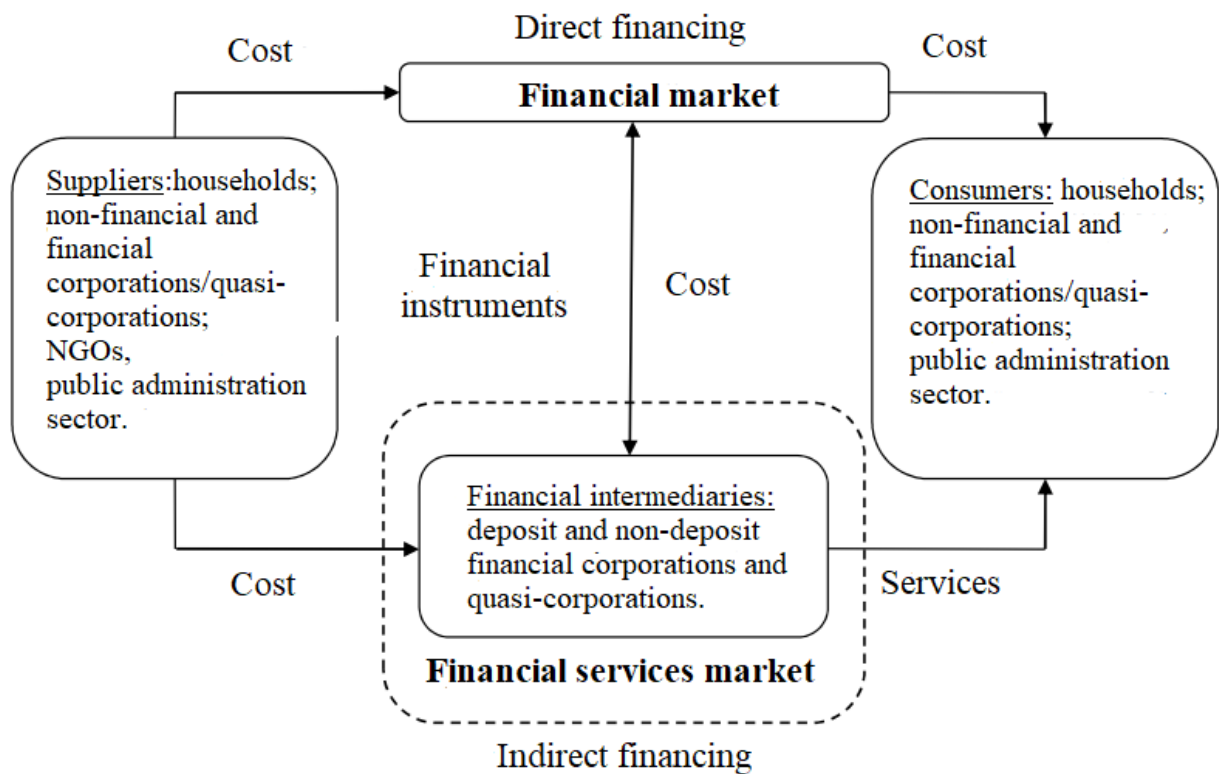 Direct financing
Cost
Cost
Financial market
Suppliers:households;
non-financial and
financial
corporations/quasi-
corporations;
NGOs,
public administration
sector.
Financial
instruments
Cost
Consumers: households;
non-financial and
financial
corporations/quasi-
corporations;
public administration
sector.
Financial intermediaries:
deposit and non-deposit
financial corporations and
quasi-corporations.
Cost
Services
Financial services market
Indirect financing